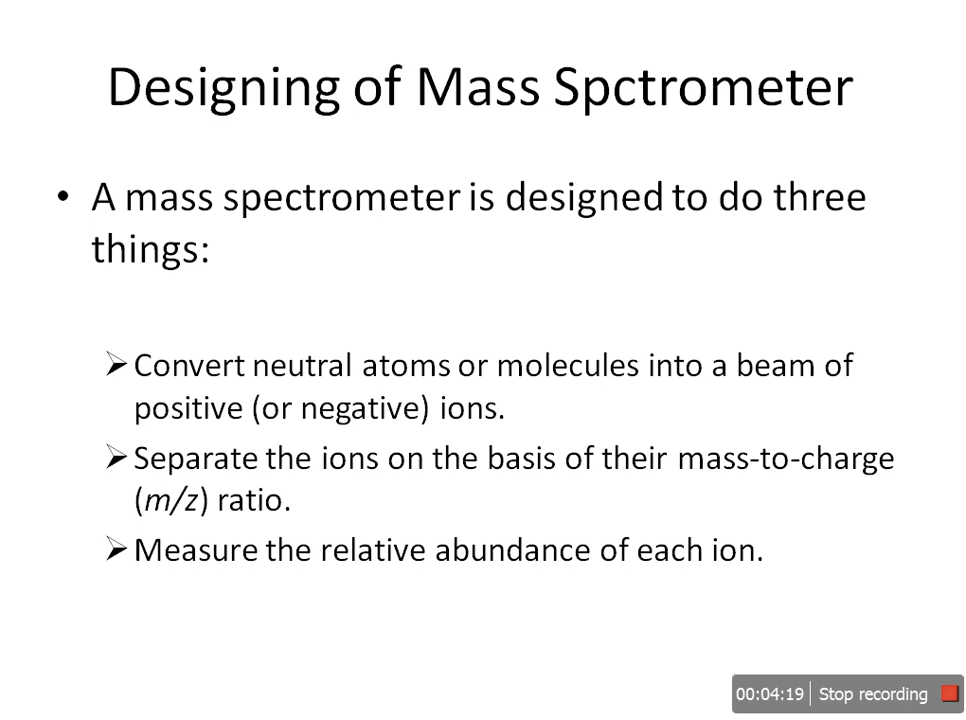 Designing of Mass Spctrometer
• A mass spectrometer is designed to do three
things:
➢ Convert neutral atoms or molecules into a beam of
positive (or negative) ions.
➢ Separate the ions on the basis of their mass-to-charge
(m/z) ratio.
➢ Measure the relative abundance of each ion.
00:04:19 Stop recording